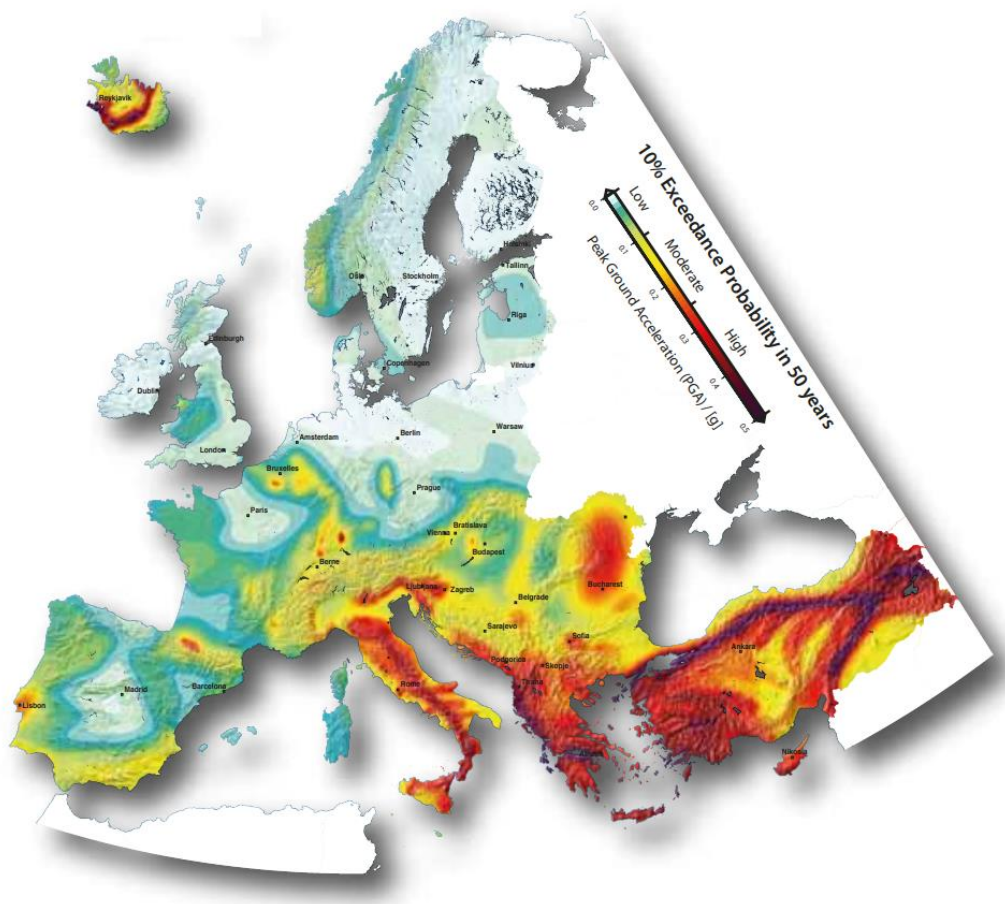 10% Exceedance Probability in 50 years
Low
Moderate
High
0.0
0.1
0.2
0.3
0.4
0.5
Peak Ground Acceleration (PGA) / [g]
Reykjavik
Helsinki
Tallinn
Oslo
Stockholm
Riga
Edinburgh
Copenhagen
Vilnius
Dublin
Warsaw
Berlin
Amsterdam
London
Bruxelles
Prague
Paris
Bratislava
Vienna
Budapest
Berne
Ljubljana
Zagreb
Bucharest
Belgrade
Sarajevo
Sofia
Podgorica
Skopje
Ankara
Tirana
Rome
Madrid
Barcelona
Lisbon
Nikosia